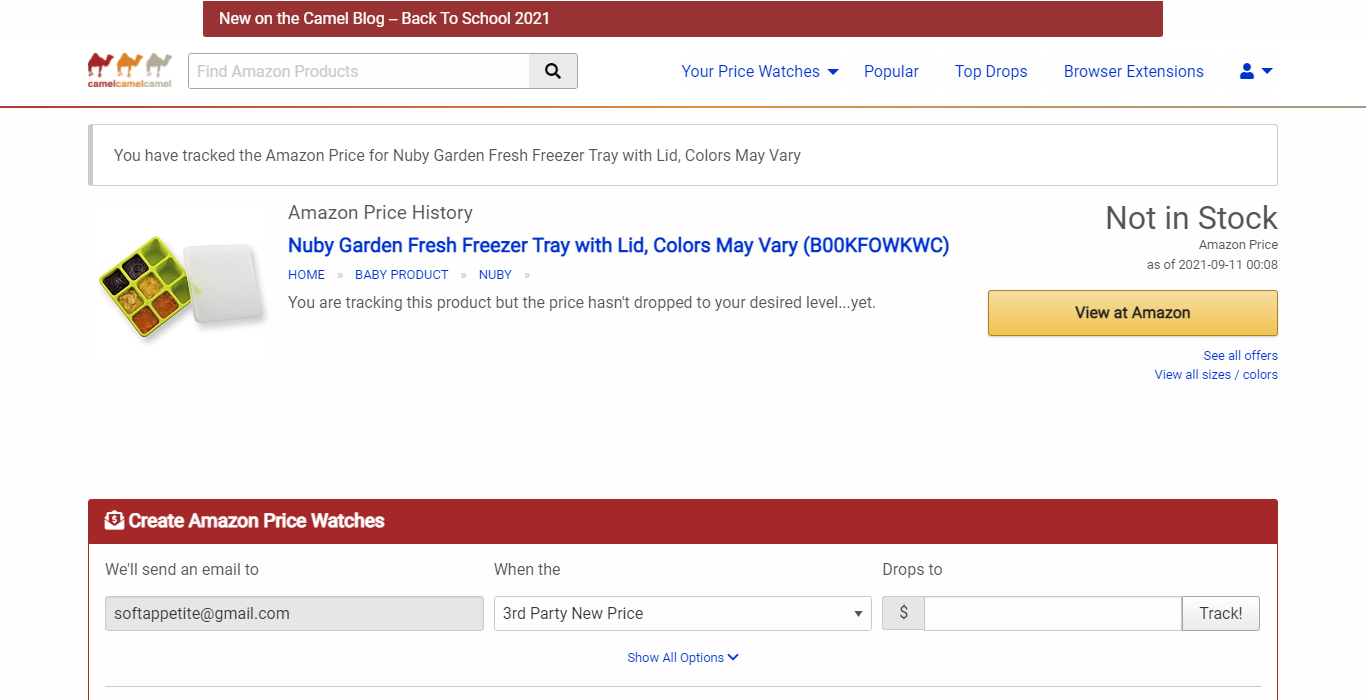 New on the Camel Blog – Back To School 2021
camelcamelcamel
Find Amazon Products
Your Price Watches
Popular
Top Drops
Browser Extensions
You have tracked the Amazon Price for Nuby Garden Fresh Freezer Tray with Lid, Colors May Vary
Amazon Price History
Nuby Garden Fresh Freezer Tray with Lid, Colors May Vary (B00KFOWKWC)
HOME » BABY PRODUCT » NUBY »
You are tracking this product but the price hasn't dropped to your desired level...yet.
Not in Stock
Amazon Price
as of 2021-09-11 00:08
View at Amazon
See all offers
View all sizes / colors
Create Amazon Price Watches
We'll send an email to
When the
Drops to
softappetite@gmail.com
3rd Party New Price
$
Track!
Show All Options